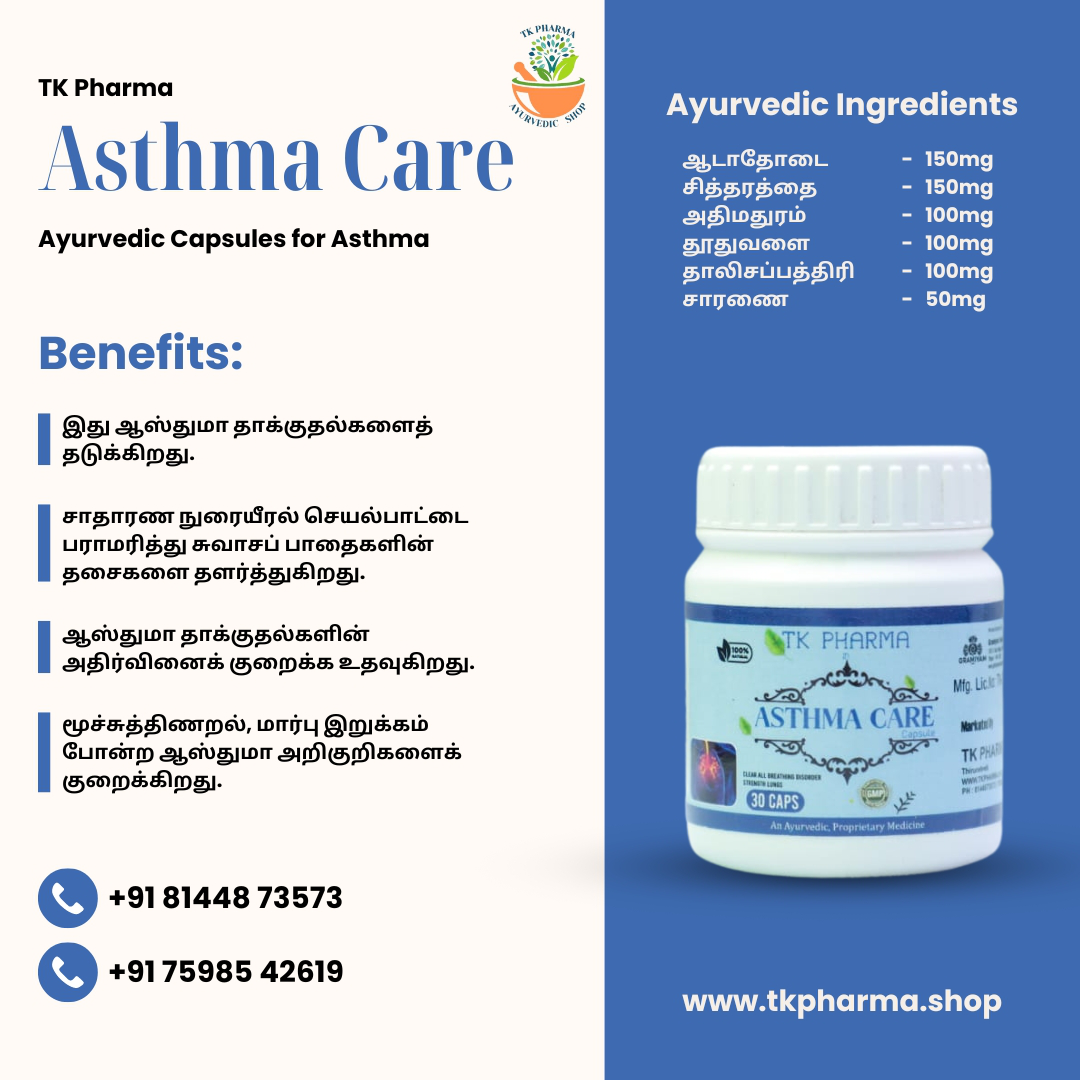 TK PHARMA
AYURVEDIC SHOP
TK Pharma
Asthma Care
Ayurvedic Capsules for Asthma
Benefits:
இது ஆஸ்துமா தாக்குதல்களைத்
தடுக்கிறது.
சாதாரண நுரையீரல் செயல்பாட்டை
பராமரித்து சுவாசப் பாதைகளின்
தசைகளை தளர்த்துகிறது.
ஆஸ்துமா தாக்குதல்களின்
அதிர்வினைக் குறைக்க உதவுகிறது.
மூச்சுத்திணறல், மார்பு இறுக்கம்
போன்ற ஆஸ்துமா அறிகுறிகளைக்
குறைக்கிறது.
+91 81448 73573
+91 75985 42619
Ayurvedic Ingredients
ஆடாதோடை - 150mg
சித்தரத்தை - 150mg
அதிமதுரம் - 100mg
தூதுவளை - 100mg
தாலிசப்பத்திரி - 100mg
சாரணை - 50mg
TK PHARMA
100%
NATURAL
ASTHMA CARE
Capsule
CLEAR ALL BREATHING DISORDER
STRENGTH LUNGS
30 CAPS
GMP
An Ayurvedic, Proprietary Medicine
Mfg. Lic.
Marketed By
www.tkpharma.shop